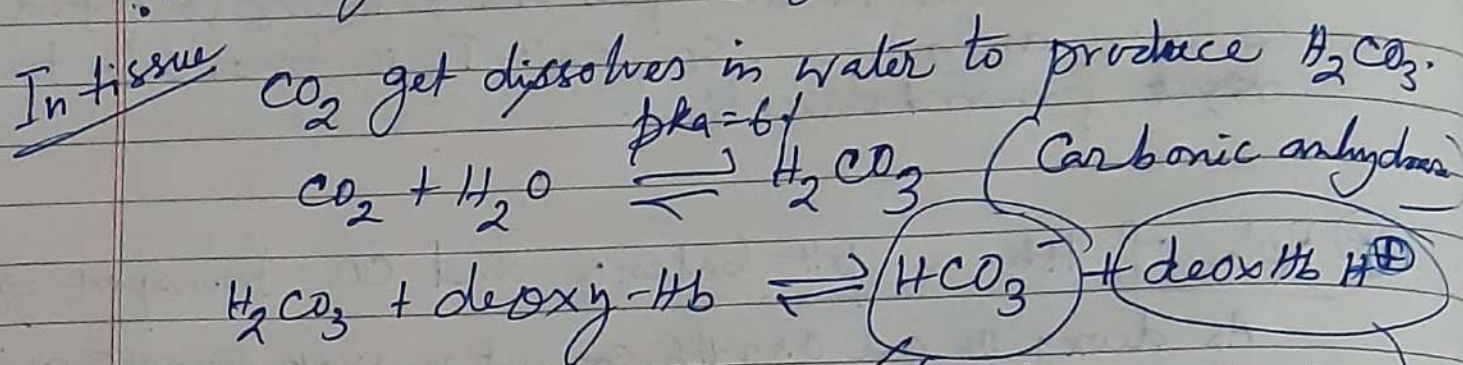 In tissue CO₂ get dissolves in water to produce H₂CO₃.
pka = 6.1
CO₂ + H₂O ⇌ H₂CO₃ (Carbonic
H₂CO₃ + deoxy-Hb ⇌ HCO₃⁻ + deoxHb H⊕